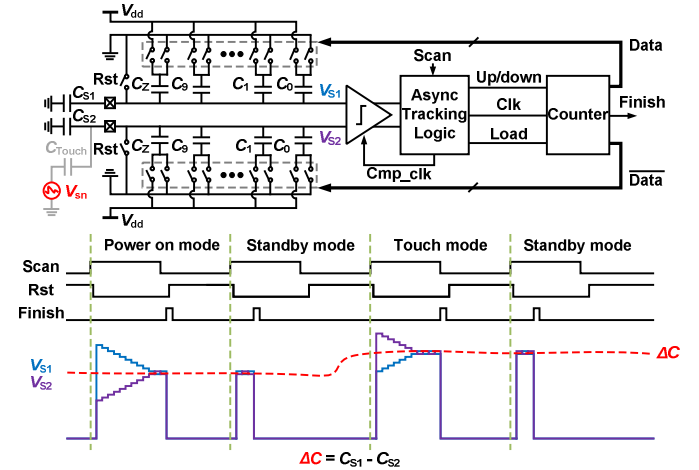 Vdd
Scan
Data
Rst
CZ C9 C1 C0
Up/down
CS1
VS1
Async Tracking Logic
Clk
Counter
Finish
CS2
VS2
Load
Rst
CZ C9 C1 C0
CTouch
Cmp_clk
Data
Vsn
Vdd
Power on mode Standby mode Touch mode Standby mode
Scan
Rst
Finish
VS1
VS2
ΔC
ΔC = CS1 - CS2